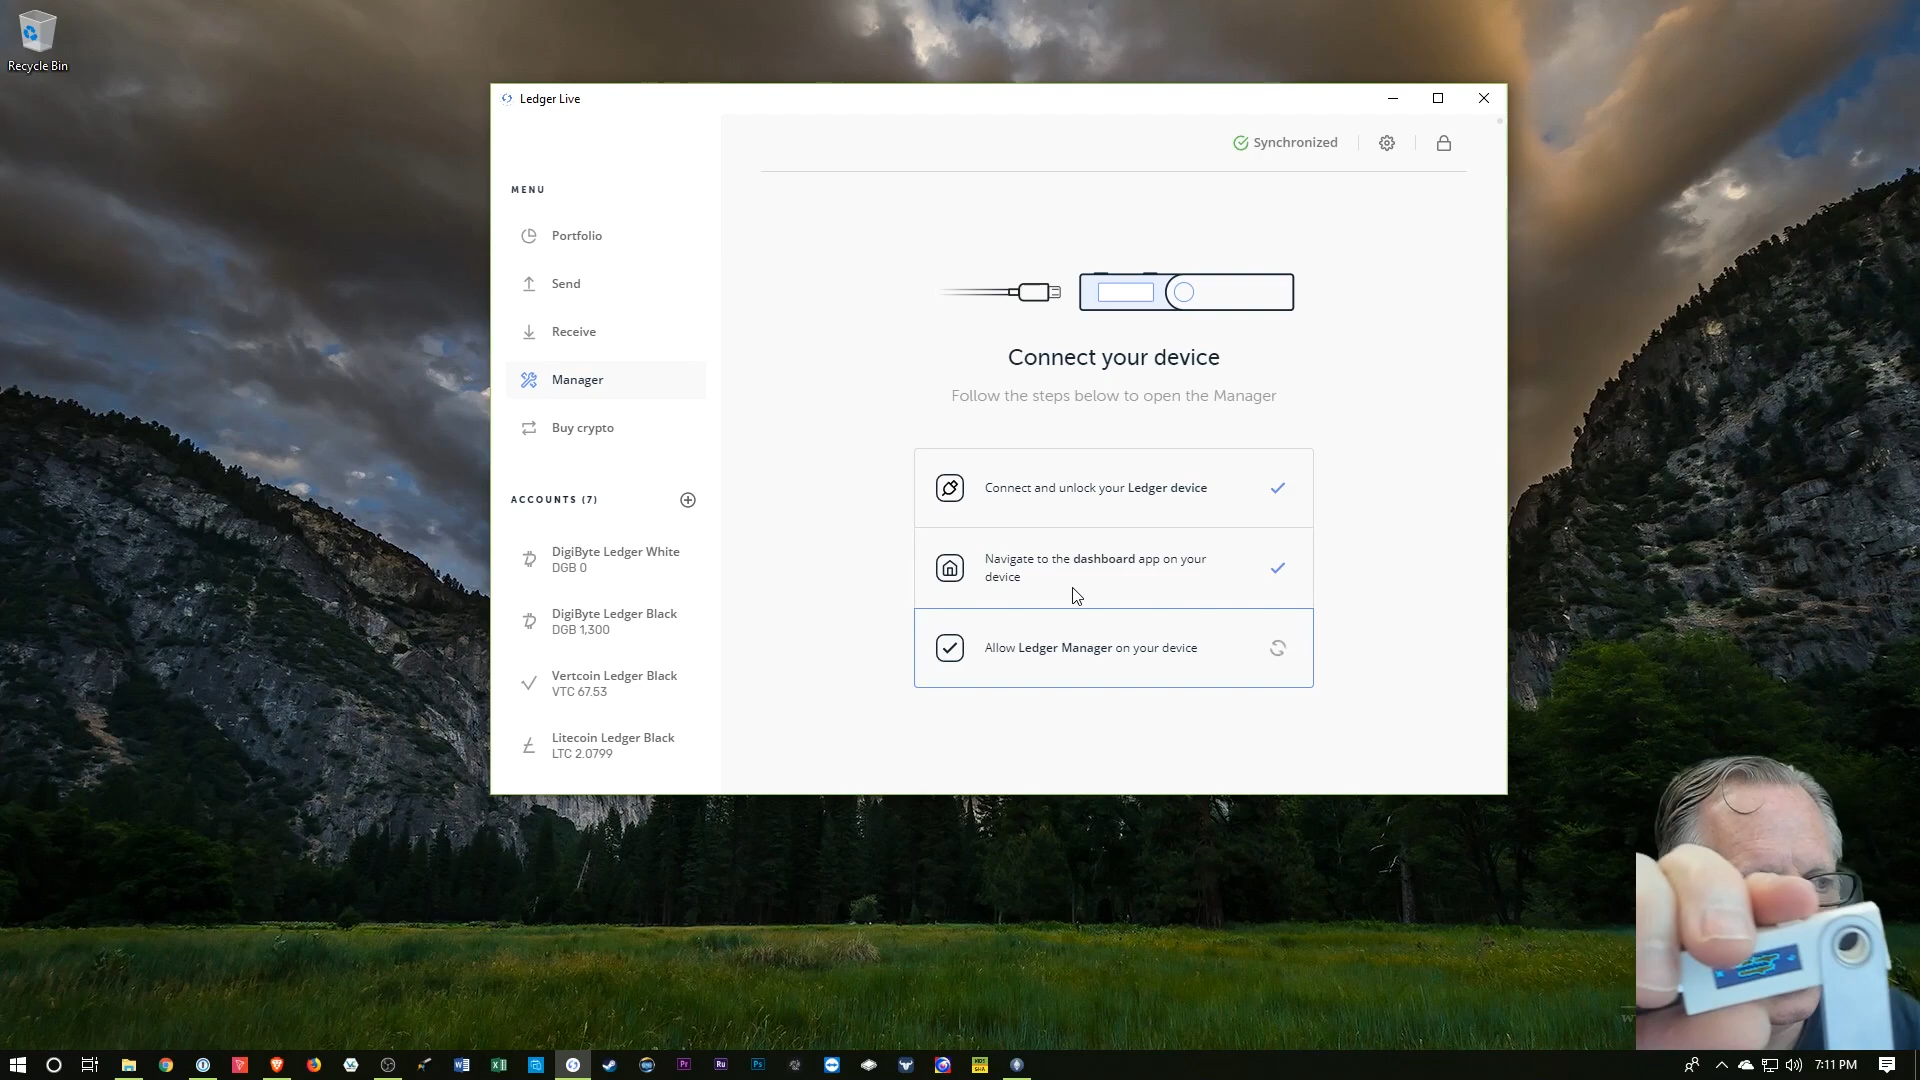 Recycle Bin
Ledger Live
Synchronized
MENU
Portfolio
Send
Receive
Manager
Buy crypto
ACCOUNTS (7)
DigiByte Ledger White
DGB 0
DigiByte Ledger Black
DGB 1,300
Vertcoin Ledger Black
VTC 67.53
Litecoin Ledger Black
LTC 2.0799
Connect your device
Follow the steps below to open the Manager
Connect and unlock your Ledger device
Navigate to the dashboard app on your
device
Allow Ledger Manager on your device
Pr
Ru
Ps
7:11 PM